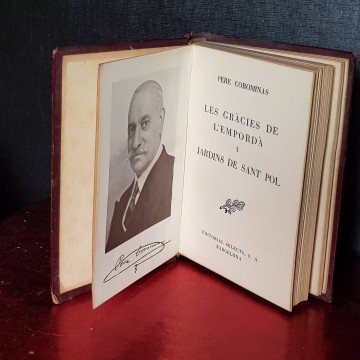 PERE COROMINAS
LES GRÀCIES DE
L'EMPORDÀ
I
JARDINS DE SANT POL
EDITORIAL SELECTA, S. A.
BARCELONA